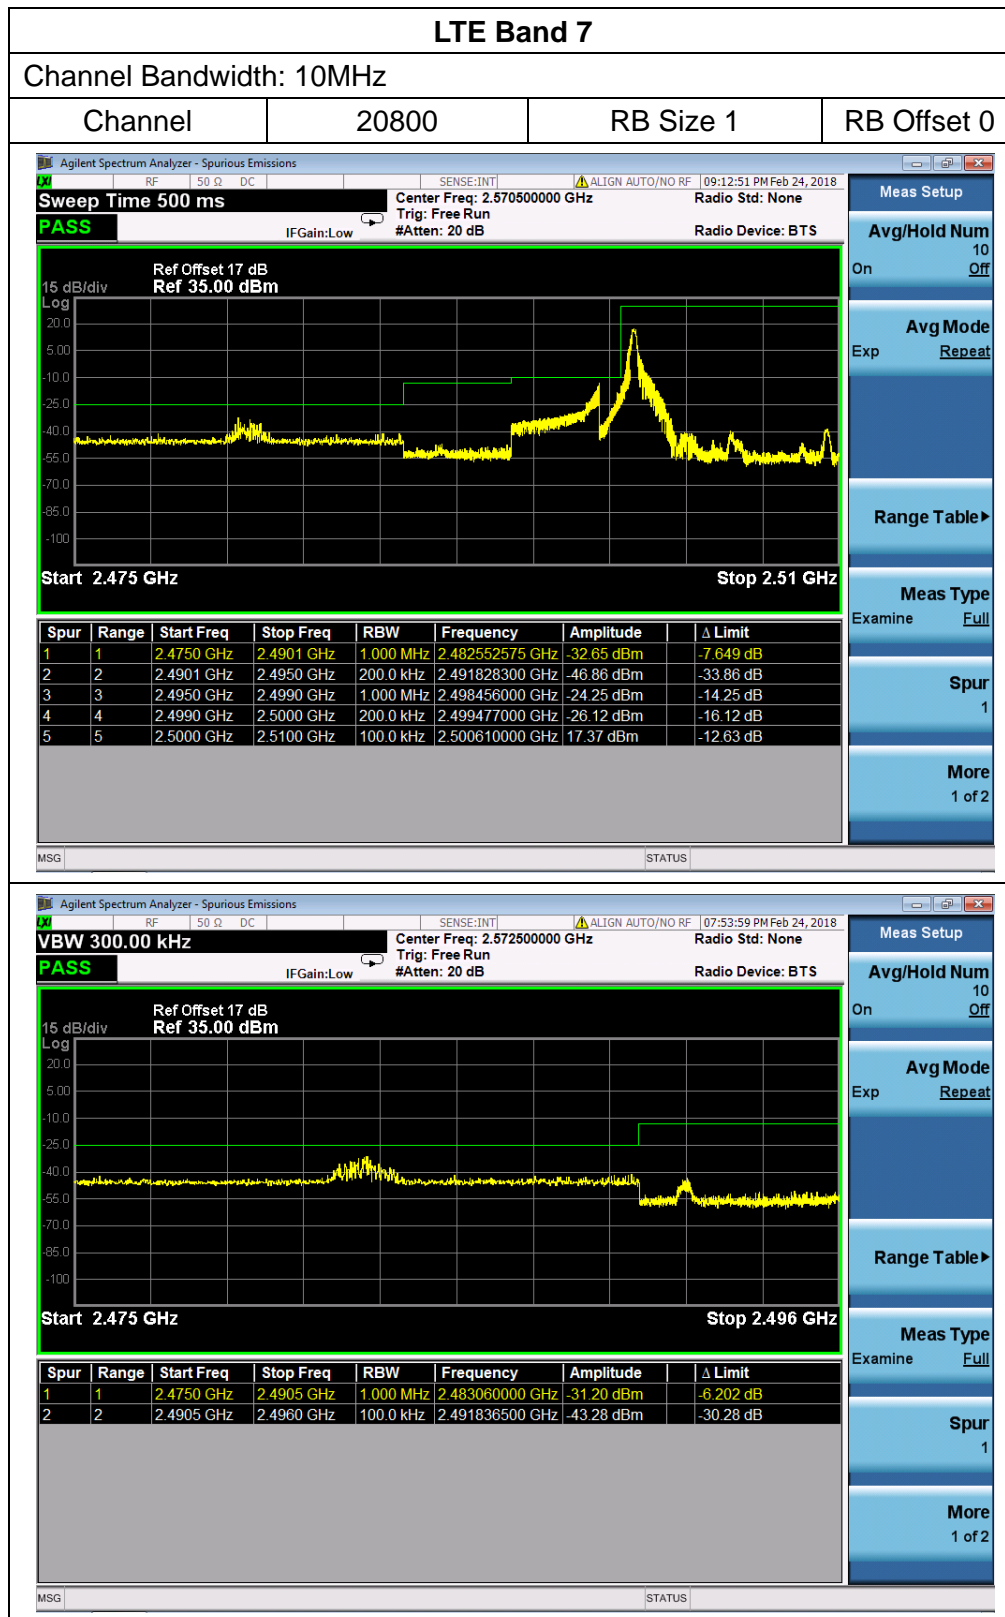 LTE Band 7
Channel Bandwidth: 10MHz
Channel 20800 RB Size 1 RB Offset 0
Agilent Spectrum Analyzer - Spurious Emissions
LXI RF 50 Ω DC SENSE:INT ALIGN AUTO/NO RF 09:12:51 PM Feb 24, 2018
Sweep Time 500 ms Center Freq: 2.570500000 GHz Radio Std: None
Trig: Free Run
PASS IFGain:Low #Atten: 20 dB Radio Device: BTS
Ref Offset 17 dB
15 dB/div Ref 35.00 dBm
Log
20.0
5.00
-10.0
-25.0
-40.0
-55.0
-70.0
-85.0
-100
Start 2.475 GHz Stop 2.51 GHz
Spur Range Start Freq Stop Freq RBW Frequency Amplitude Δ Limit
1 1 2.4750 GHz 2.4901 GHz 1.000 MHz 2.482552575 GHz -32.65 dBm -7.649 dB
2 2 2.4901 GHz 2.4950 GHz 200.0 kHz 2.491828300 GHz -46.86 dBm -33.86 dB
3 3 2.4950 GHz 2.4990 GHz 1.000 MHz 2.498456000 GHz -24.25 dBm -14.25 dB
4 4 2.4990 GHz 2.5000 GHz 200.0 kHz 2.499477000 GHz -26.12 dBm -16.12 dB
5 5 2.5000 GHz 2.5100 GHz 100.0 kHz 2.500610000 GHz 17.37 dBm -12.63 dB
MSG STATUS
Meas Setup
Avg/Hold Num
10
On Off
Avg Mode
Exp Repeat
Range Table
Meas Type
Examine Full
Spur
1
More
1 of 2
Agilent Spectrum Analyzer - Spurious Emissions
LXI RF 50 Ω DC SENSE:INT ALIGN AUTO/NO RF 07:53:59 PM Feb 24, 2018
VBW 300.00 kHz Center Freq: 2.572500000 GHz Radio Std: None
Trig: Free Run
PASS IFGain:Low #Atten: 20 dB Radio Device: BTS
Ref Offset 17 dB
15 dB/div Ref 35.00 dBm
Log
20.0
5.00
-10.0
-25.0
-40.0
-55.0
-70.0
-85.0
-100
Start 2.475 GHz Stop 2.496 GHz
Spur Range Start Freq Stop Freq RBW Frequency Amplitude Δ Limit
1 1 2.4750 GHz 2.4905 GHz 1.000 MHz 2.483060000 GHz -31.20 dBm -6.202 dB
2 2 2.4905 GHz 2.4960 GHz 100.0 kHz 2.491836500 GHz -43.28 dBm -30.28 dB
MSG STATUS
Meas Setup
Avg/Hold Num
10
On Off
Avg Mode
Exp Repeat
Range Table
Meas Type
Examine Full
Spur
1
More
1 of 2